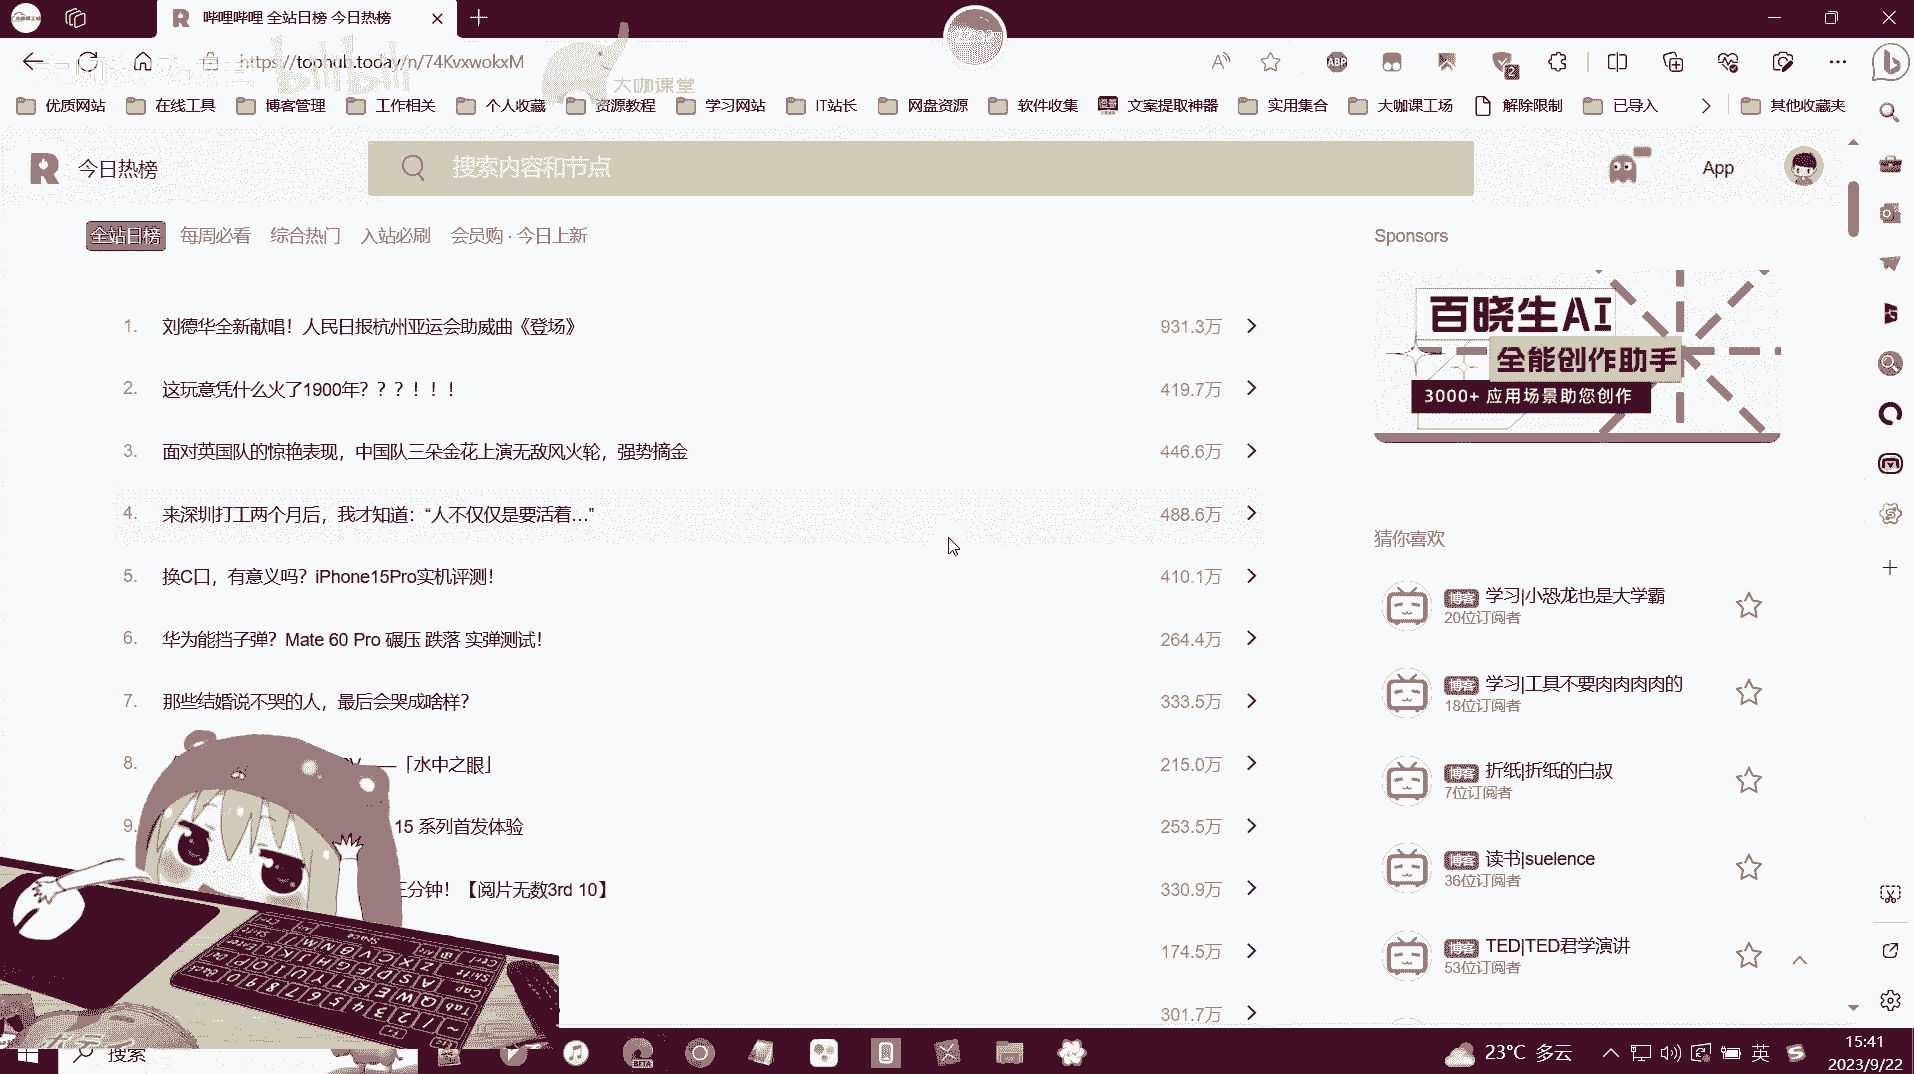 哔哩哔哩 全站日榜 今日热榜
https://tophub.today/n/74KvxwokxM
大咖课堂
ABP
2
优质网站 在线工具 博客管理 工作相关 个人收藏 资源教程 学习网站 IT站长 网盘资源 软件收集 文案提取神器 实用集合 大咖课工场 解除限制 已导入 其他收藏夹
今日热榜
搜索内容和节点
App
全站日榜 每周必看 综合热门 入站必刷 会员购 · 今日上新
Sponsors
1. 刘德华全新献唱！人民日报杭州亚运会助威曲《登场》 931.3万
2. 这玩意凭什么火了1900年？？？！！！ 419.7万
3. 面对英国队的惊艳表现，中国队三朵金花上演无敌风火轮，强势摘金 446.6万
4. 来深圳打工两个月后，我才知道：“人不仅仅是要活着...” 488.6万
5. 换C口，有意义吗？iPhone15Pro实机评测！ 410.1万
6. 华为能挡子弹？Mate 60 Pro 碾压 跌落 实弹测试！ 264.4万
7. 那些结婚说不哭的人，最后会哭成啥样？ 333.5万
8. ——「水中之眼」 215.0万
9. 15 系列首发体验 253.5万
三分钟！【阅片无数3rd 10】 330.9万
174.5万
301.7万
百晓生AI
全能创作助手
3000+ 应用场景助您创作
猜你喜欢
博客 学习|小恐龙也是大学霸
20位订阅者
博客 学习|工具不要肉肉肉肉的
18位订阅者
博客 折纸|折纸的白叔
7位订阅者
博客 读书|suelence
36位订阅者
博客 TED|TED君学演讲
53位订阅者
搜索
BETA
23°C 多云
英
15:41
2023/9/22